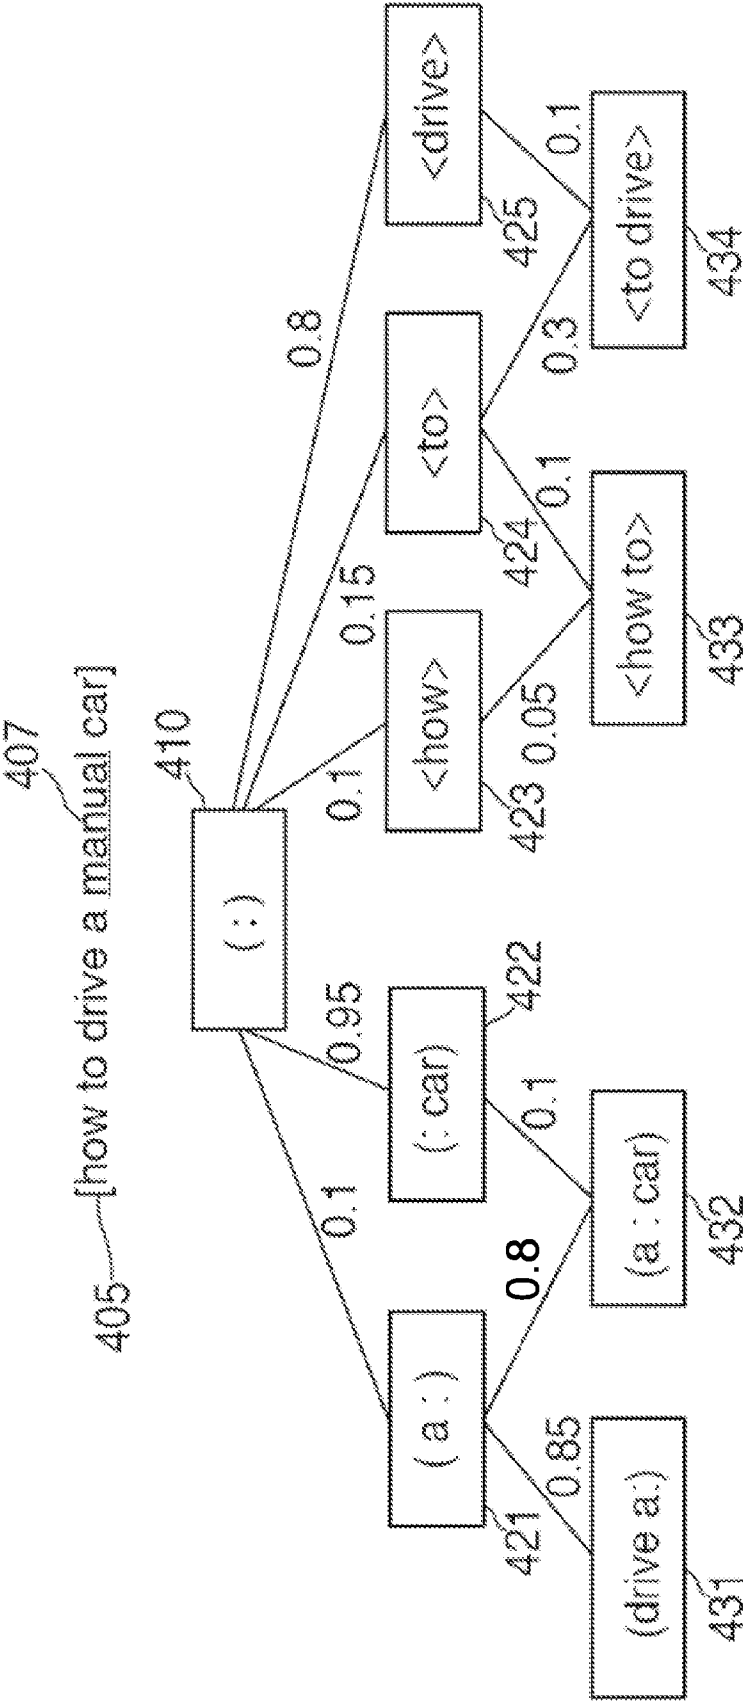 407
405 [how to drive a manual car]
410
( : )
0.1
0.95
0.1
0.15
0.8
( a : )
(: car)
<how>
<to>
<drive>
421
422
423
424
425
0.85
0.8
0.1
0.05
0.1
0.3
0.1
(drive a:)
(a : car)
<how to>
<to drive>
431
432
433
434